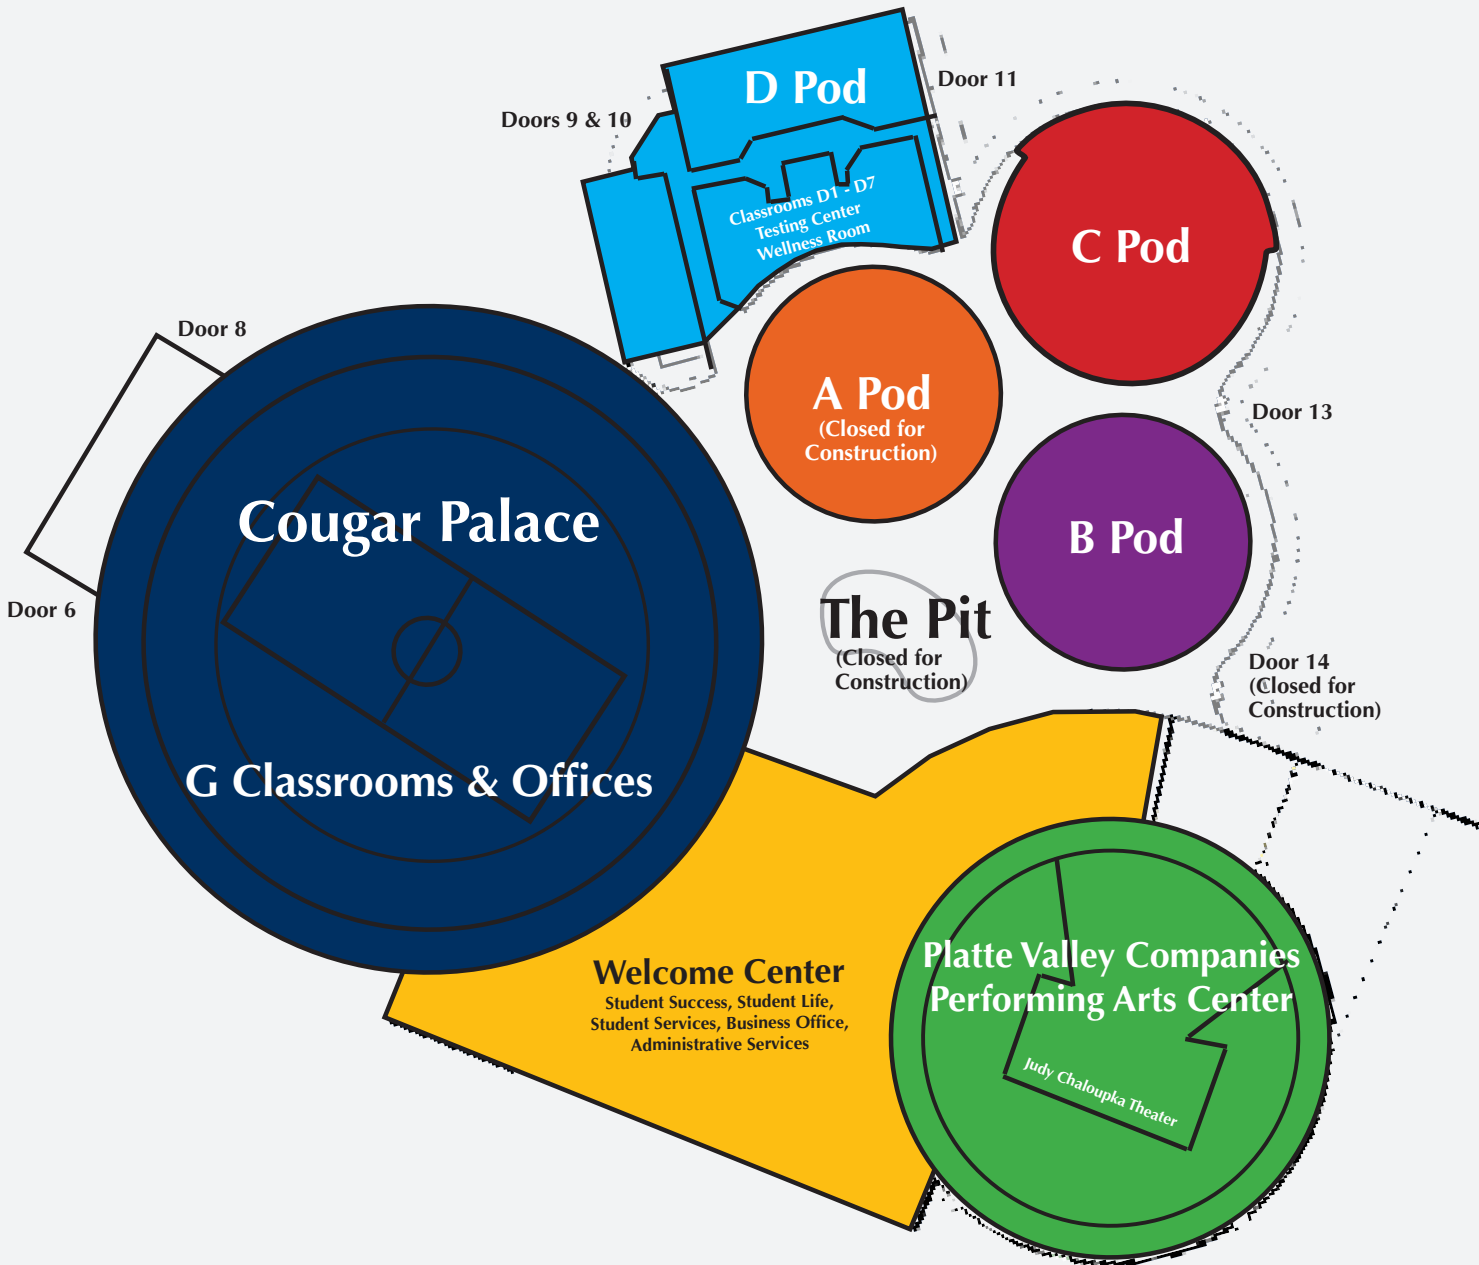 D Pod
Door 11
Doors 9 & 10
Classrooms D1 - D7
Testing Center
Wellness Room
C Pod
Door 8
A Pod
(Closed for
Construction)
Door 13
Cougar Palace
B Pod
Door 6
The Pit
(Closed for
Construction)
Door 14
(Closed for
Construction)
G Classrooms & Offices
Welcome Center
Student Success, Student Life,
Student Services, Business Office,
Administrative Services
Platte Valley Companies
Performing Arts Center
Judy Chaloupka Theater